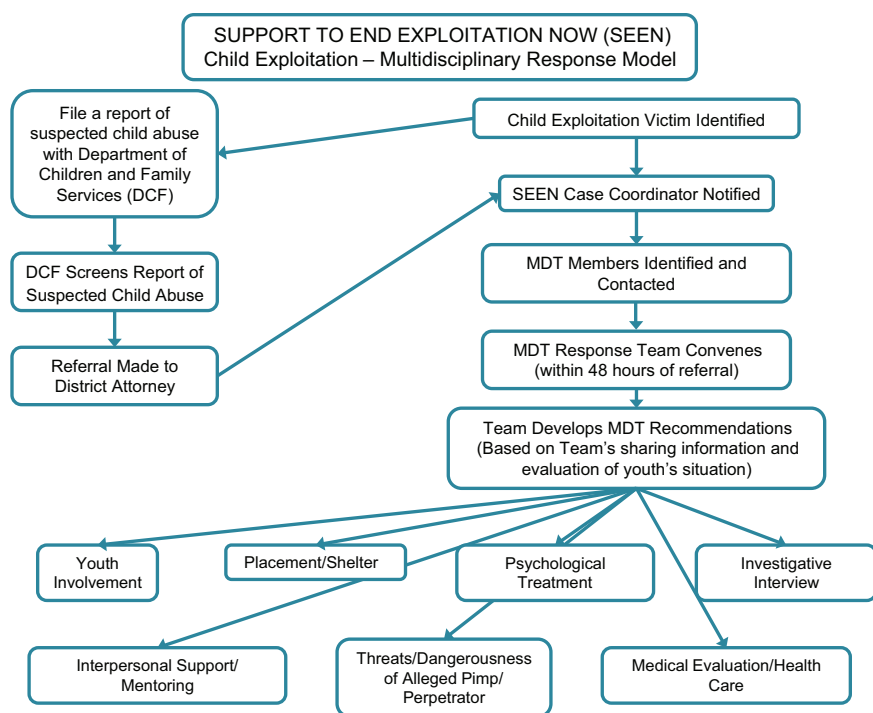 SUPPORT TO END EXPLOITATION NOW (SEEN)
Child Exploitation – Multidisciplinary Response Model
File a report of
suspected child abuse
with Department of
Children and Family
Services (DCF)
Child Exploitation Victim Identified
SEEN Case Coordinator Notified
DCF Screens Report of
Suspected Child Abuse
MDT Members Identified and
Contacted
Referral Made to
District Attorney
MDT Response Team Convenes
(within 48 hours of referral)
Team Develops MDT Recommendations
(Based on Team’s sharing information and
evaluation of youth’s situation)
Youth
Involvement
Placement/Shelter
Psychological
Treatment
Investigative
Interview
Interpersonal Support/
Mentoring
Threats/Dangerousness
of Alleged Pimp/
Perpetrator
Medical Evaluation/Health
Care